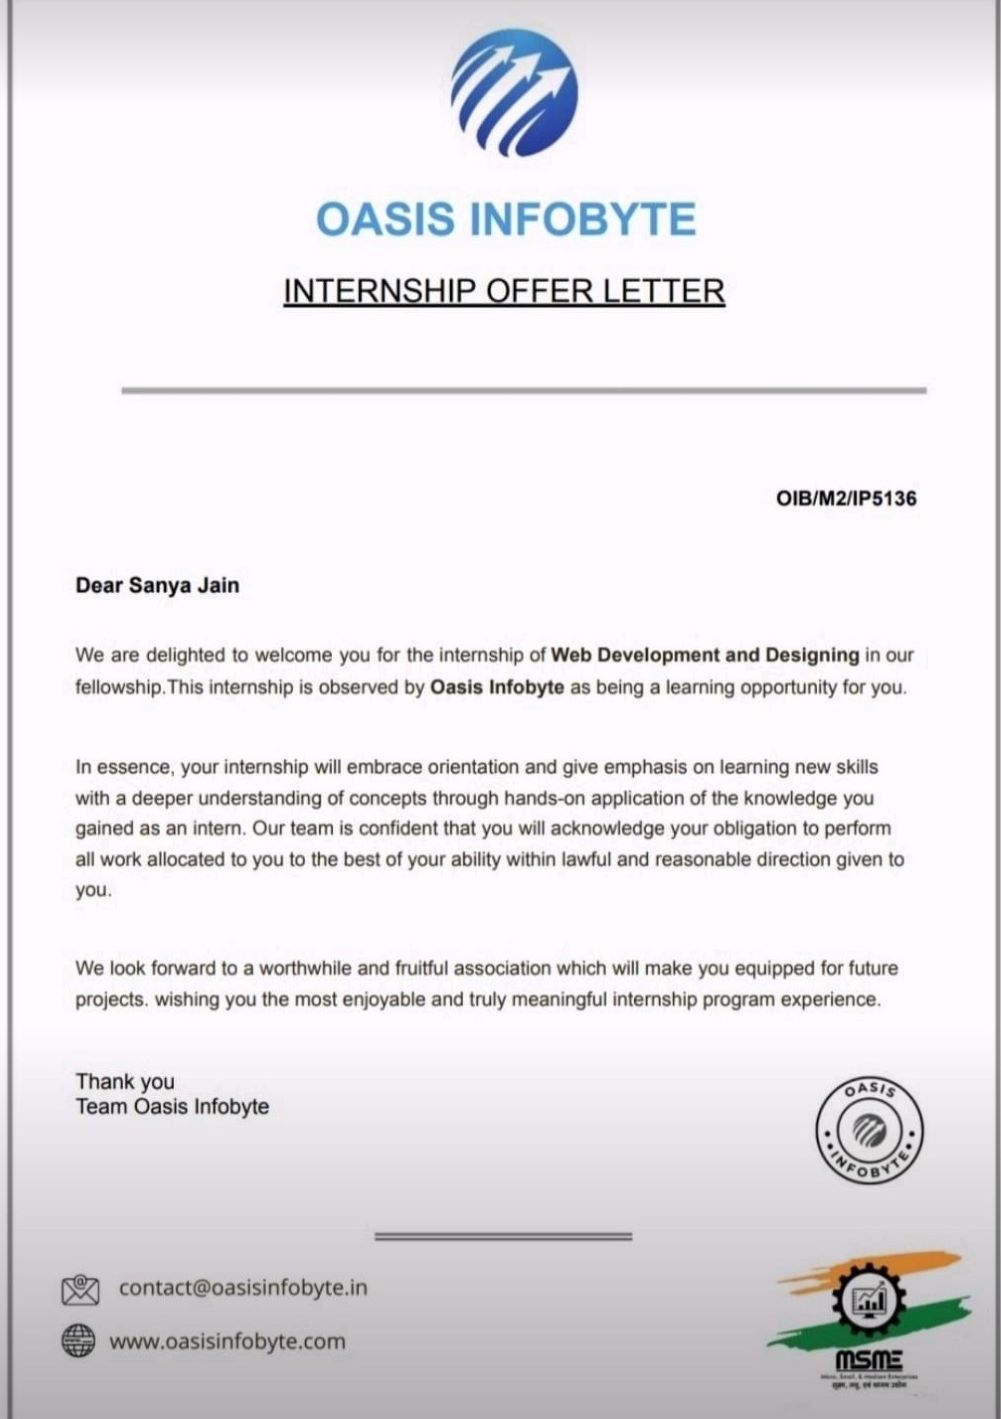 OASIS INFOBYTE
INTERNSHIP OFFER LETTER
OIB/M2/IP5136
Dear Sanya Jain
We are delighted to welcome you for the internship of Web Development and Designing in our
fellowship.This internship is observed by Oasis Infobyte as being a learning opportunity for you.
In essence, your internship will embrace orientation and give emphasis on learning new skills
with a deeper understanding of concepts through hands-on application of the knowledge you
gained as an intern. Our team is confident that you will acknowledge your obligation to perform
all work allocated to you to the best of your ability within lawful and reasonable direction given to
you.
We look forward to a worthwhile and fruitful association which will make you equipped for future
projects. wishing you the most enjoyable and truly meaningful internship program experience.
Thank you
Team Oasis Infobyte
OASIS
INFOBYTE
contact@oasisinfobyte.in
www.oasisinfobyte.com
MSME